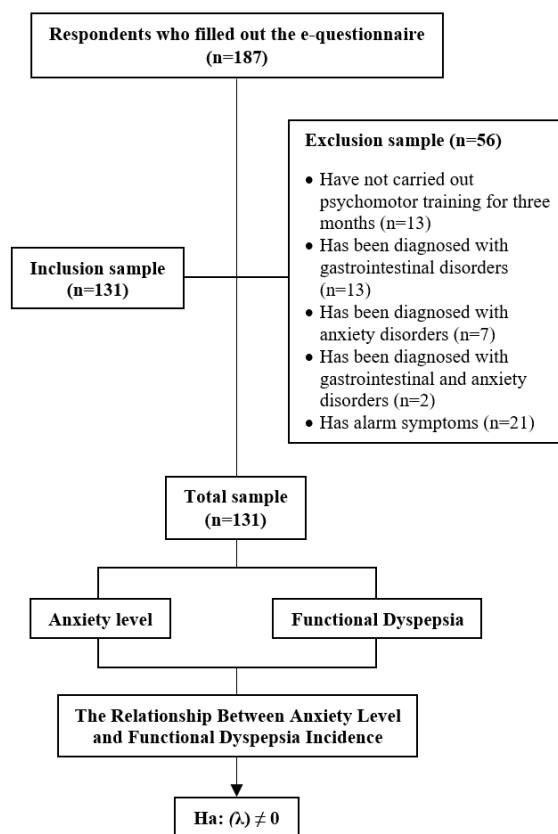 Respondents who filled out the e-questionnaire
(n=187)
Exclusion sample (n=56)
• Have not carried out
psychomotor training for three
months (n=13)
• Has been diagnosed with
gastrointestinal disorders
(n=13)
• Has been diagnosed with
anxiety disorders (n=7)
• Has been diagnosed with
gastrointestinal and anxiety
disorders (n=2)
• Has alarm symptoms (n=21)
Inclusion sample
(n=131)
Total sample
(n=131)
Anxiety level
Functional Dyspepsia
The Relationship Between Anxiety Level
and Functional Dyspepsia Incidence
Ha: (λ) ≠ 0